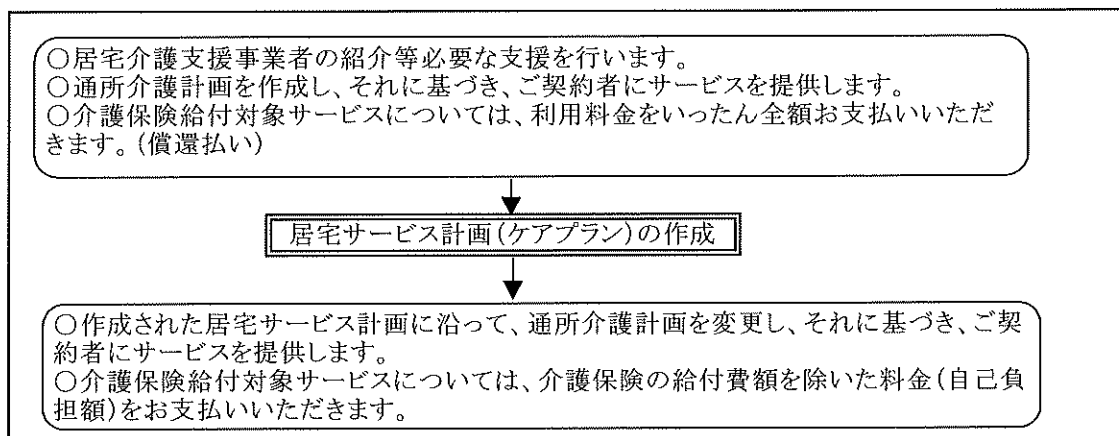 ○居宅介護支援事業者の紹介等必要な支援を行います。
○通所介護計画を作成し、それに基づき、ご契約者にサービスを提供します。
○介護保険給付対象サービスについては、利用料金をいったん全額お支払いいただ
きます。(償還払い)
居宅サービス計画(ケアプラン)の作成
○作成された居宅サービス計画に沿って、通所介護計画を変更し、それに基づき、ご契
約者にサービスを提供します。
○介護保険給付対象サービスについては、介護保険の給付費額を除いた料金(自己負
担額)をお支払いいただきます。